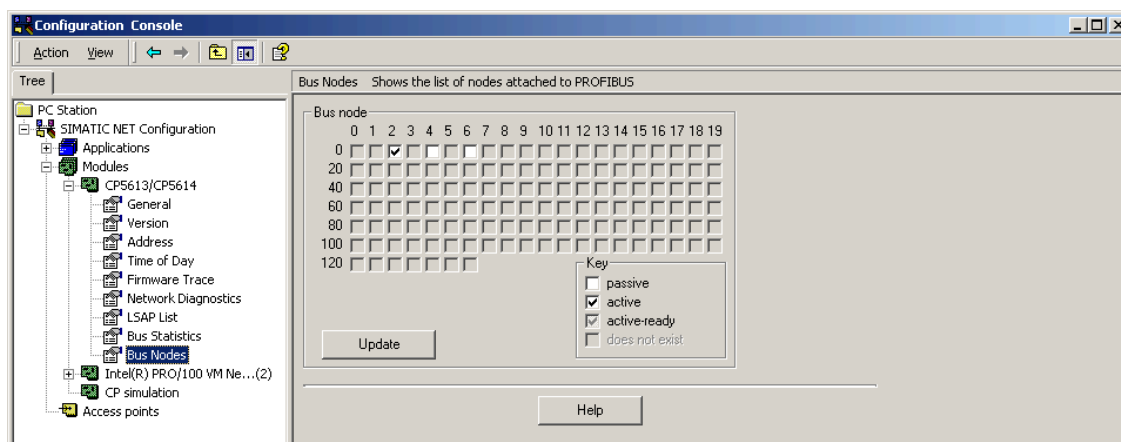 Configuration Console
Action View
Tree
Bus Nodes Shows the list of nodes attached to PROFIBUS
PC Station
SIMATIC NET Configuration
Applications
Modules
CP5613/CP5614
General
Version
Address
Time of Day
Firmware Trace
Network Diagnostics
LSAP List
Bus Statistics
Bus Nodes
Intel(R) PRO/100 VM Ne...(2)
CP simulation
Access points
Bus node
0 1 2 3 4 5 6 7 8 9 10 11 12 13 14 15 16 17 18 19
0
20
40
60
80
100
120
Key
passive
active
active-ready
does not exist
Update
Help